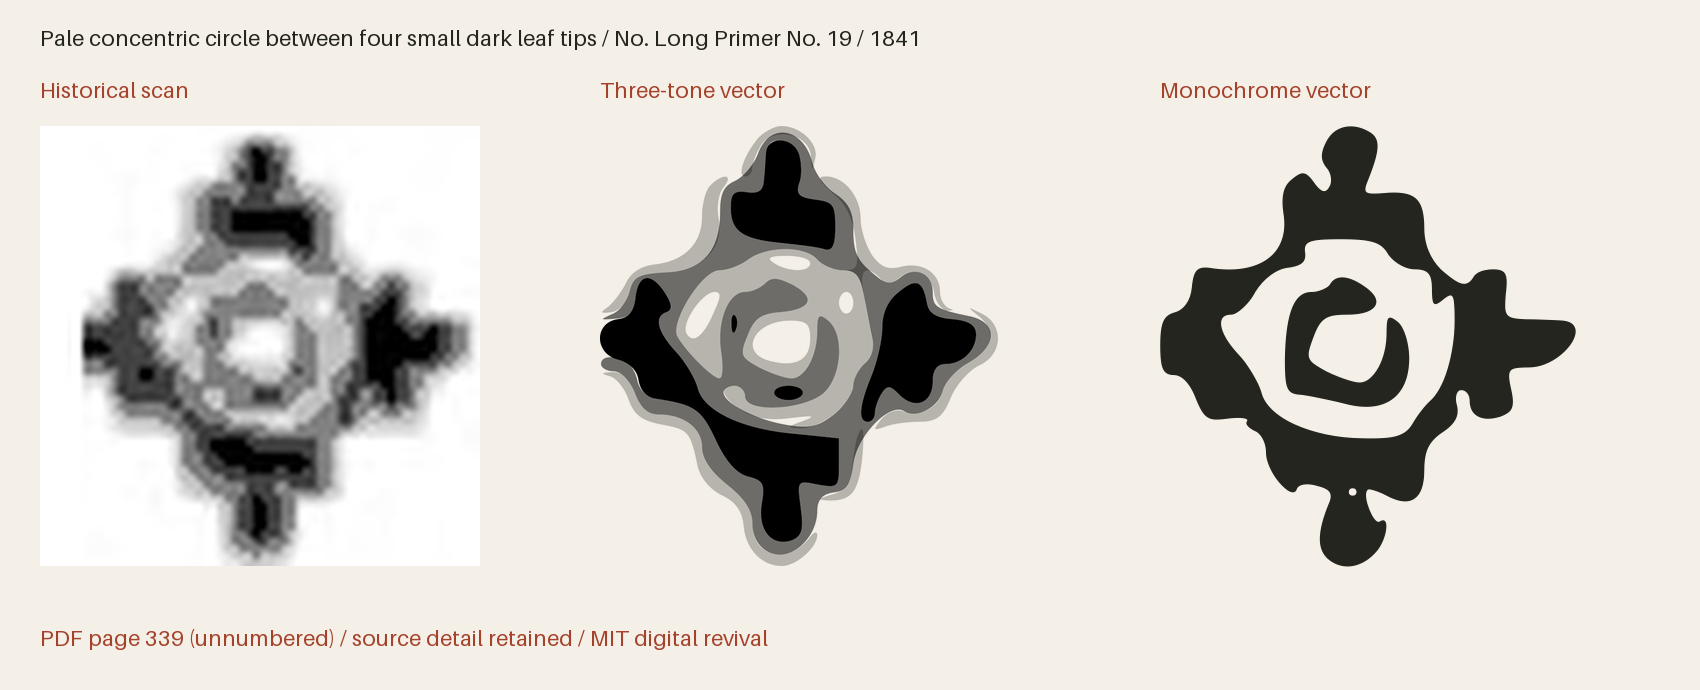 Pale concentric circle between four small dark leaf tips / No. Long Primer No. 19 / 1841
Historical scan
Three-tone vector
Monochrome vector
PDF page 339 (unnumbered) / source detail retained / MIT digital revival